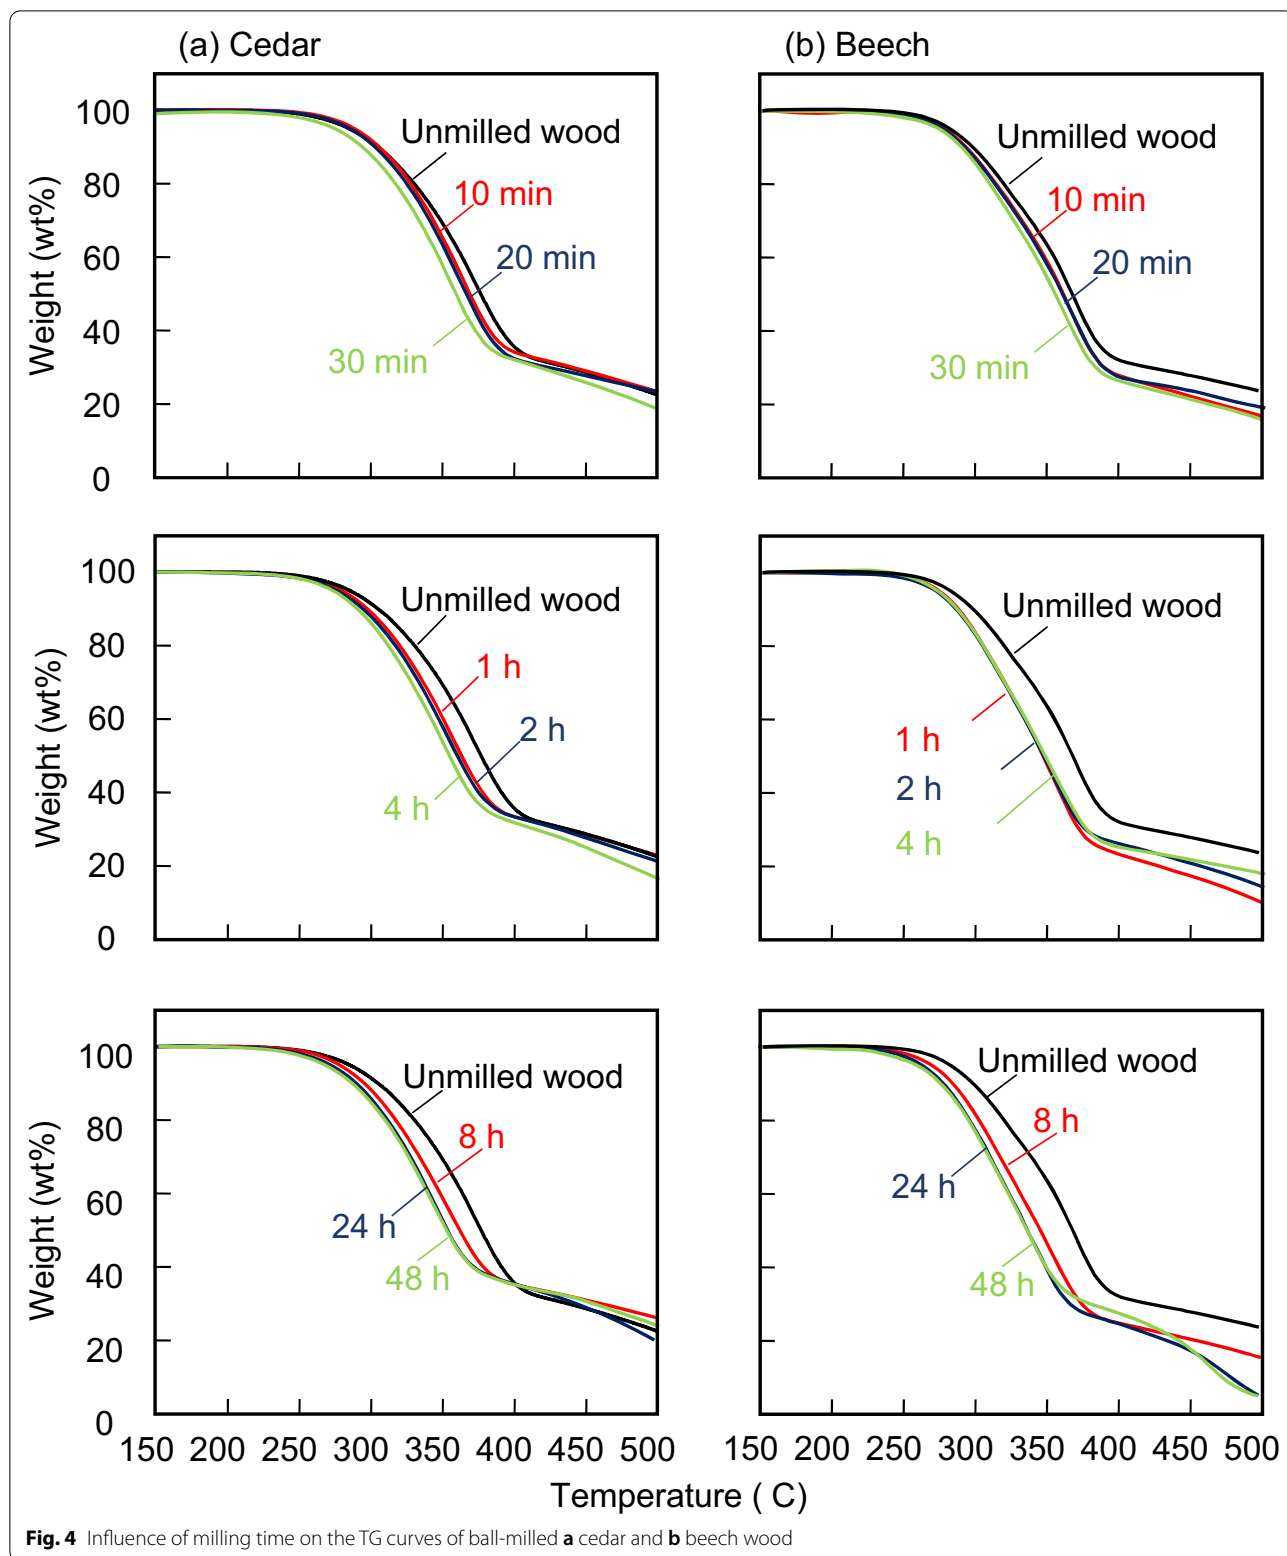 (a) Cedar
(b) Beech
100
80
60
40
20
0
Weight (wt%)
Unmilled wood
10 min
20 min
30 min
Unmilled wood
10 min
20 min
30 min
100
80
60
40
20
0
Weight (wt%)
Unmilled wood
1 h
2 h
4 h
Unmilled wood
1 h
2 h
4 h
100
80
60
40
20
0
Weight (wt%)
Unmilled wood
8 h
24 h
48 h
Unmilled wood
8 h
24 h
48 h
150 200 300 400 450 500
150 200 300 400 450 500
Temperature ( C)
Fig. 4 Influence of milling time on the TG curves of ball-milled a cedar and b beech wood